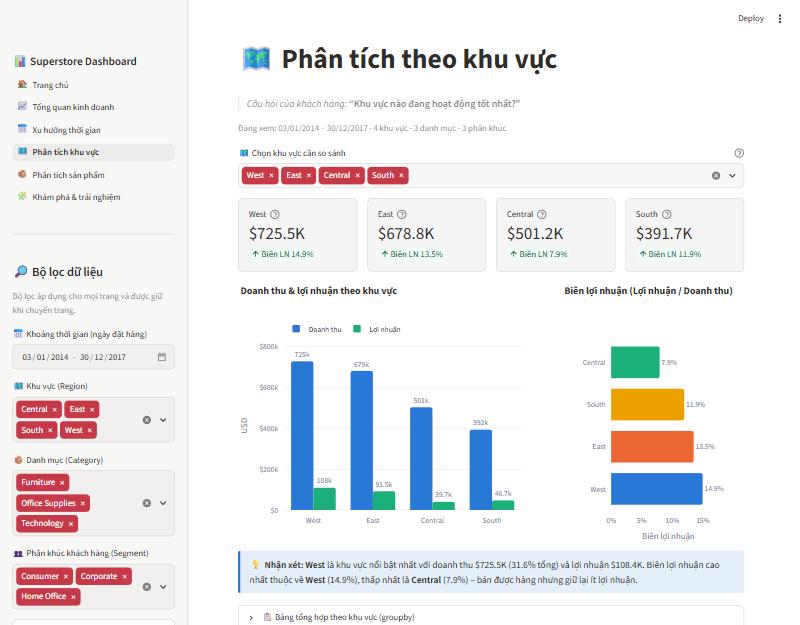 Deploy
Superstore Dashboard
Trang chủ
Tổng quan kinh doanh
Xu hướng thời gian
Phân tích khu vực
Phân tích sản phẩm
Khám phá & trải nghiệm
Bộ lọc dữ liệu
Bộ lọc áp dụng cho mọi trang và được giữ
khi chuyển trang.
Khoảng thời gian (ngày đặt hàng)
03 / 01 / 2014 – 30 / 12 / 2017
Khu vực (Region)
Central × East ×
South × West ×
Danh mục (Category)
Furniture ×
Office Supplies ×
Technology ×
Phân khúc khách hàng (Segment)
Consumer × Corporate ×
Home Office ×
Phân tích theo khu vực
Câu hỏi của khách hàng: “Khu vực nào đang hoạt động tốt nhất?”
Đang xem: 03/01/2014 – 30/12/2017 · 4 khu vực · 3 danh mục · 3 phân khúc
Chọn khu vực cần so sánh
West × East × Central × South ×
West
$725.5K
↑ Biên LN 14.9%
East
$678.8K
↑ Biên LN 13.5%
Central
$501.2K
↑ Biên LN 7.9%
South
$391.7K
↑ Biên LN 11.9%
Doanh thu & lợi nhuận theo khu vực
Doanh thu Lợi nhuận
USD
$800k
$600k
$400k
$200k
$0
725k
108k
679k
91.5k
501k
39.7k
392k
46.7k
West East Central South
Biên lợi nhuận (Lợi nhuận / Doanh thu)
Central 7.9%
South 11.9%
East 13.5%
West 14.9%
0% 5% 10% 15%
Biên lợi nhuận
Nhận xét: West là khu vực nổi bật nhất với doanh thu $725.5K (31.6% tổng) và lợi nhuận $108.4K. Biên lợi nhuận cao
nhất thuộc về West (14.9%), thấp nhất là Central (7.9%) – bán được hàng nhưng giữ lại ít lợi nhuận.
Bảng tổng hợp theo khu vực (groupby)